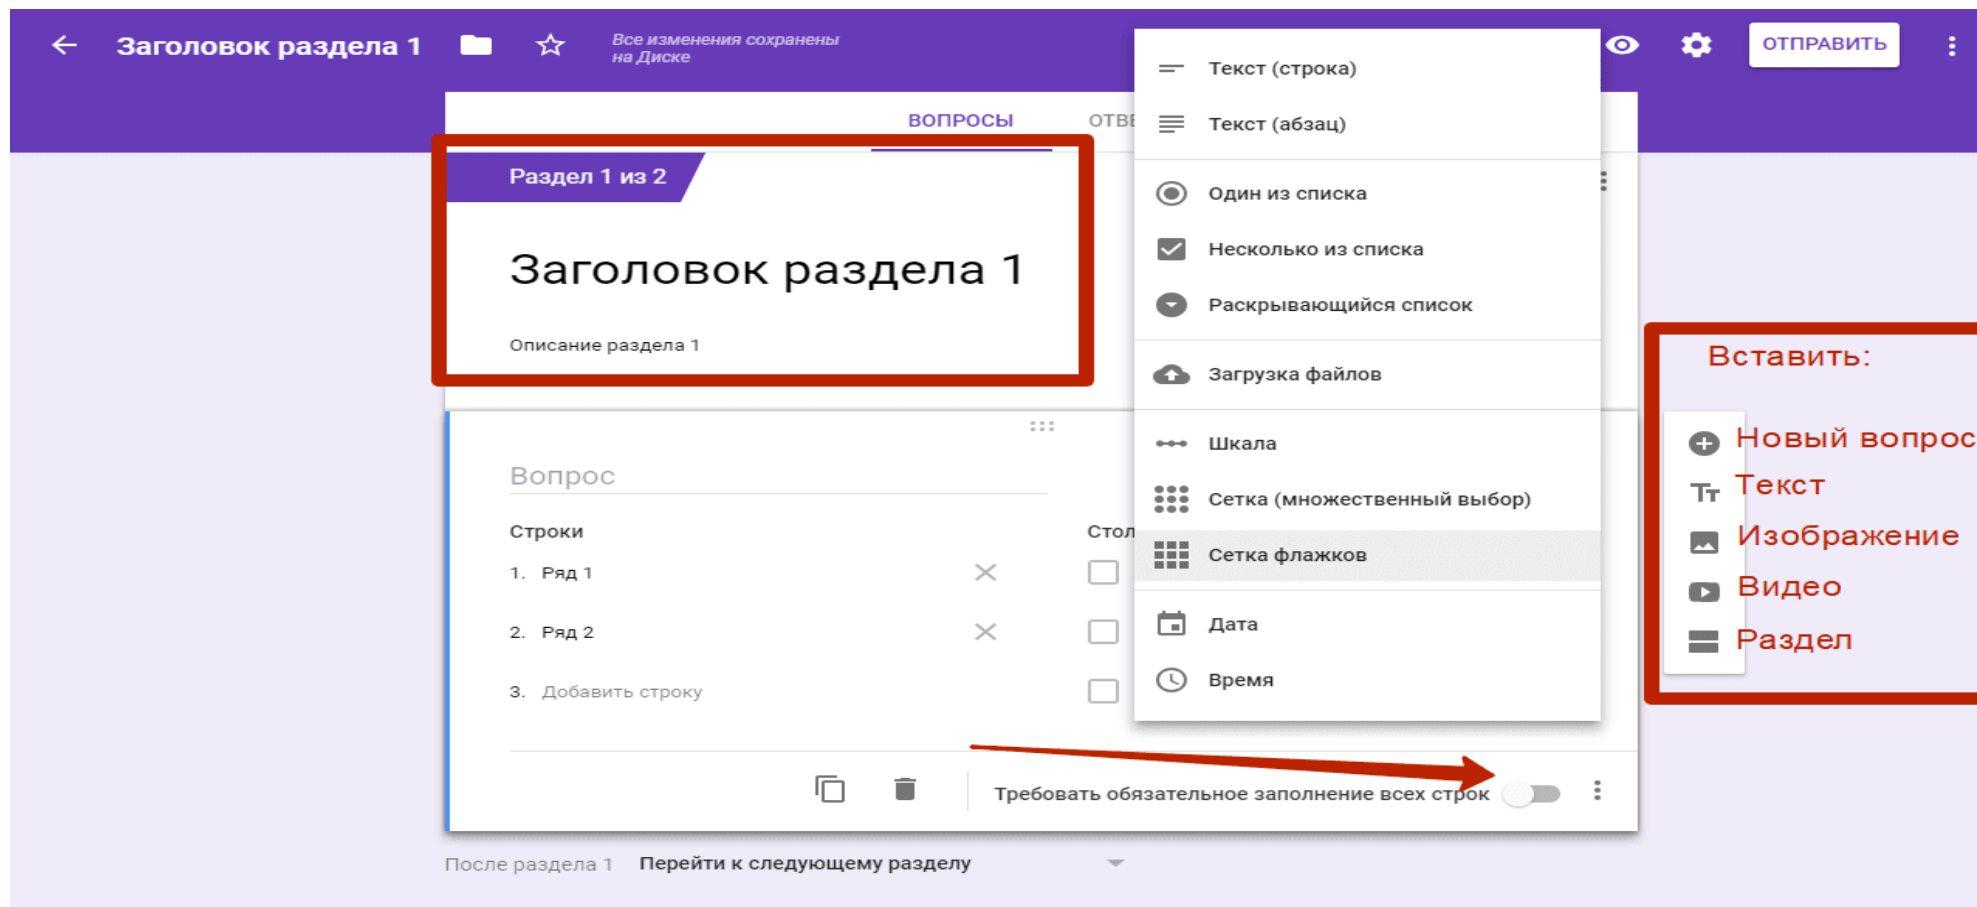 Заголовок раздела 1
Все изменения сохранены
на Диске
ОТПРАВИТЬ
ВОПРОСЫ
ОТВЕ
Раздел 1 из 2
Заголовок раздела 1
Описание раздела 1
Вопрос
Строки
Стол
1. Ряд 1
2. Ряд 2
3. Добавить строку
Требовать обязательное заполнение всех строк
После раздела 1 Перейти к следующему разделу
Текст (строка)
Текст (абзац)
Один из списка
Несколько из списка
Раскрывающийся список
Загрузка файлов
Шкала
Сетка (множественный выбор)
Сетка флажков
Дата
Время
Вставить:
Новый вопрос
Tт Текст
Изображение
Видео
Раздел